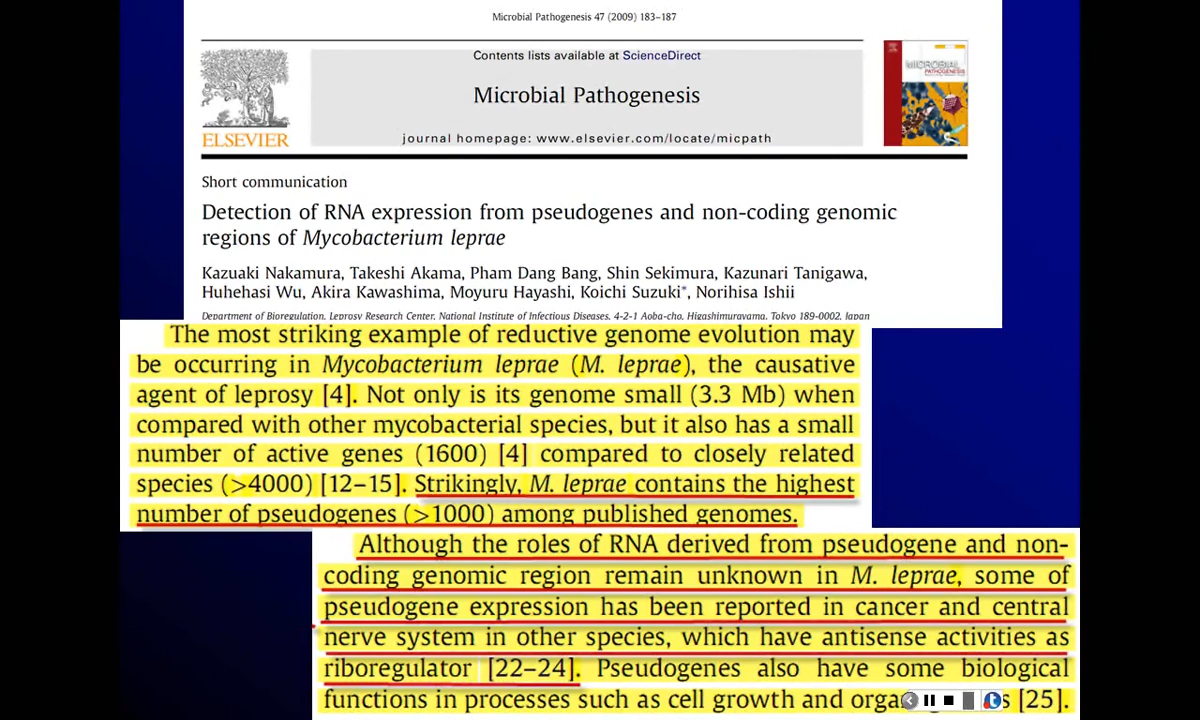 Microbial Pathogenesis 47 (2009) 183–187
Contents lists available at ScienceDirect
Microbial Pathogenesis
journal homepage: www.elsevier.com/locate/micpath
ELSEVIER
MICROBIAL
PATHOGENESIS
Short communication
Detection of RNA expression from pseudogenes and non-coding genomic
regions of Mycobacterium leprae
Kazuaki Nakamura, Takeshi Akama, Pham Dang Bang, Shin Sekimura, Kazunari Tanigawa,
Huhehasi Wu, Akira Kawashima, Moyuru Hayashi, Koichi Suzuki*, Norihisa Ishii
Department of Bioregulation, Leprosy Research Center, National Institute of Infectious Diseases, 4-2-1 Aoba-cho, Higashimurayama, Tokyo 189-0002, Japan
The most striking example of reductive genome evolution may
be occurring in Mycobacterium leprae (M. leprae), the causative
agent of leprosy [4]. Not only is its genome small (3.3 Mb) when
compared with other mycobacterial species, but it also has a small
number of active genes (1600) [4] compared to closely related
species (>4000) [12–15]. Strikingly, M. leprae contains the highest
number of pseudogenes (>1000) among published genomes.
Although the roles of RNA derived from pseudogene and non-
coding genomic region remain unknown in M. leprae, some of
pseudogene expression has been reported in cancer and central
nerve system in other species, which have antisense activities as
riboregulator [22–24]. Pseudogenes also have some biological
functions in processes such as cell growth and [25].